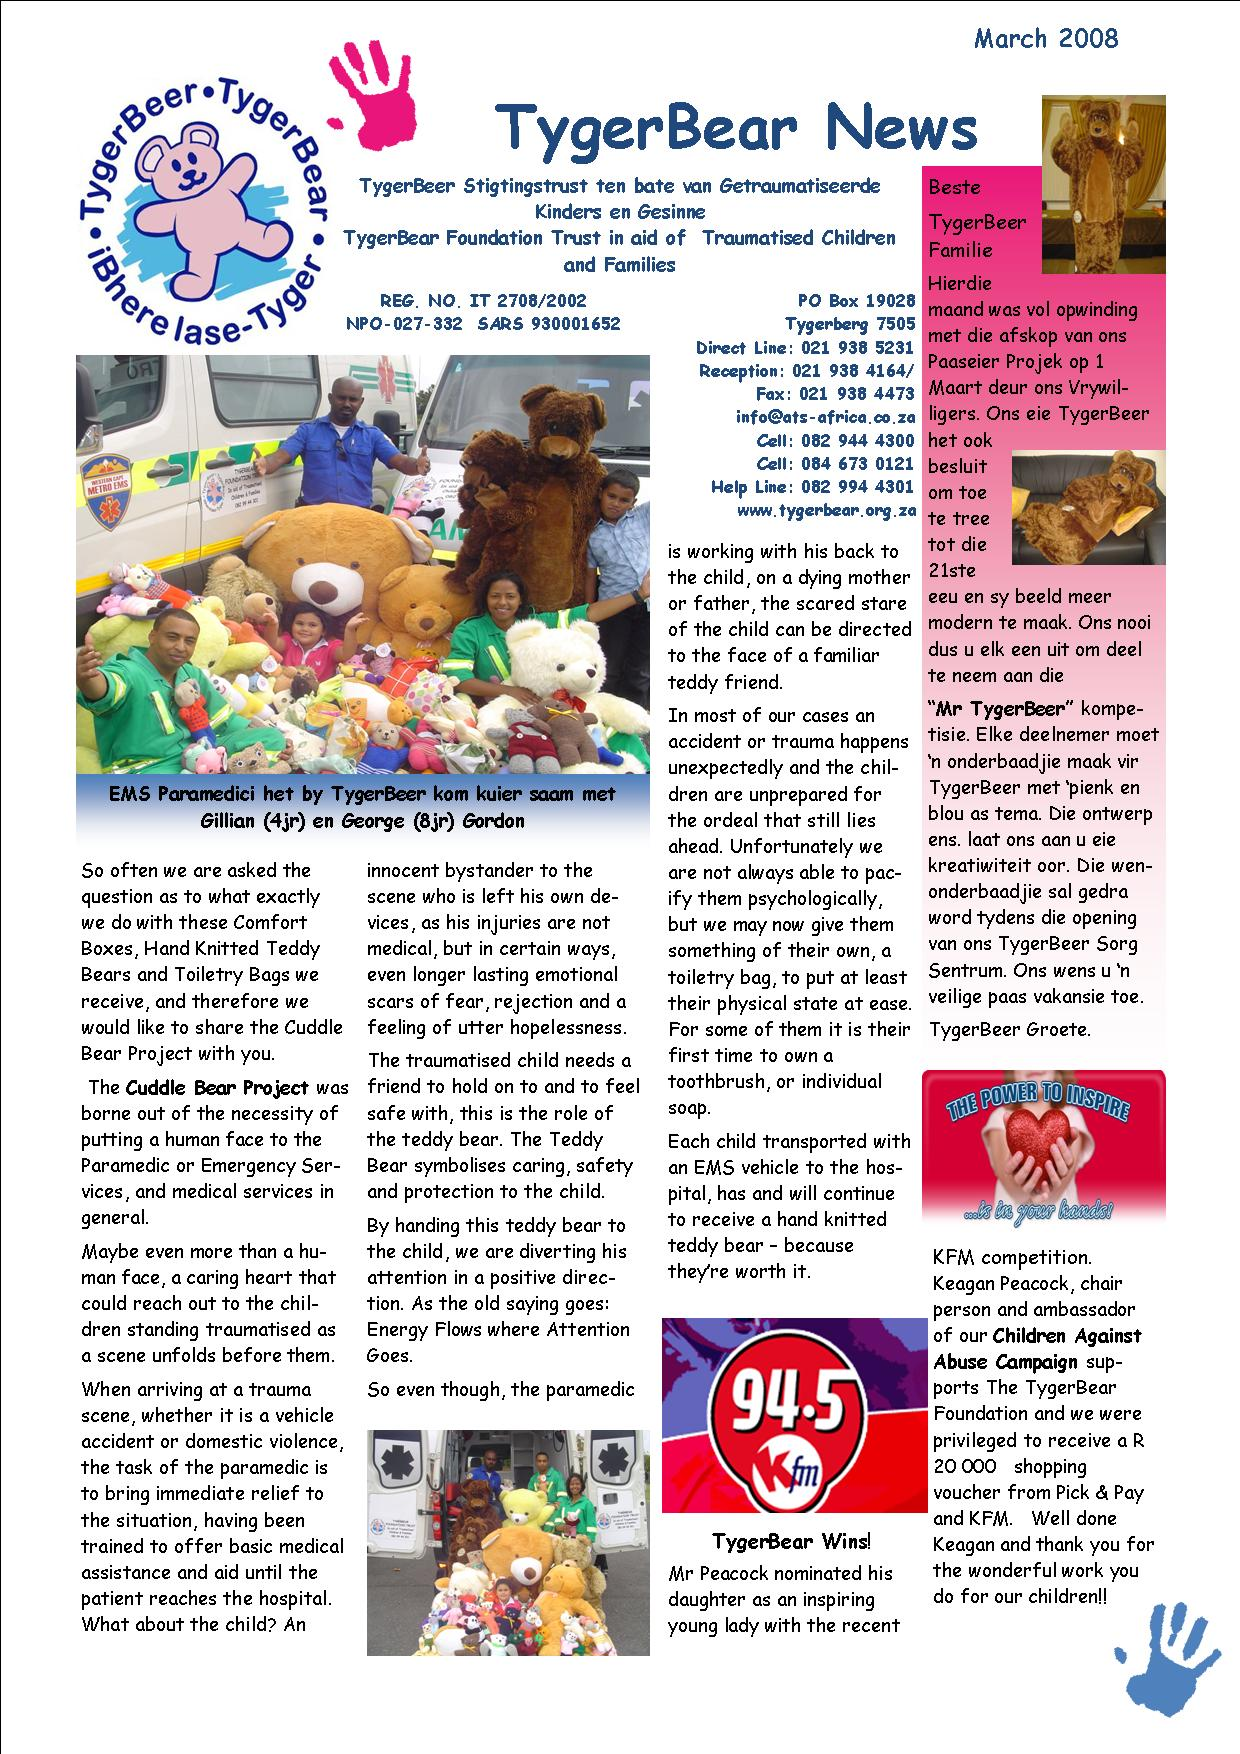 March 2008
TygerBeer • TygerBear • iBhere lase-Tyger •
TygerBear News
TygerBeer Stigtingstrust ten bate van Getraumatiseerde
Kinders en Gesinne
TygerBear Foundation Trust in aid of Traumatised Children
and Families
REG. NO. IT 2708/2002
NPO-027-332 SARS 930001652
PO Box 19028
Tygerberg 7505
Direct Line: 021 938 5231
Reception: 021 938 4164/
Fax: 021 938 4473
info@ats-africa.co.za
Cell: 082 944 4300
Cell: 084 673 0121
Help Line: 082 994 4301
www.tygerbear.org.za
WESTERN CAPE
METRO EMS
EMS Paramedici het by TygerBeer kom kuier saam met
Gillian (4jr) en George (8jr) Gordon
So often we are asked the
question as to what exactly
we do with these Comfort
Boxes, Hand Knitted Teddy
Bears and Toiletry Bags we
receive, and therefore we
would like to share the Cuddle
Bear Project with you.
The Cuddle Bear Project was
borne out of the necessity of
putting a human face to the
Paramedic or Emergency Ser-
vices, and medical services in
general.
Maybe even more than a hu-
man face, a caring heart that
could reach out to the chil-
dren standing traumatised as
a scene unfolds before them.
When arriving at a trauma
scene, whether it is a vehicle
accident or domestic violence,
the task of the paramedic is
to bring immediate relief to
the situation, having been
trained to offer basic medical
assistance and aid until the
patient reaches the hospital.
What about the child? An
innocent bystander to the
scene who is left his own de-
vices, as his injuries are not
medical, but in certain ways,
even longer lasting emotional
scars of fear, rejection and a
feeling of utter hopelessness.
The traumatised child needs a
friend to hold on to and to feel
safe with, this is the role of
the teddy bear. The Teddy
Bear symbolises caring, safety
and protection to the child.
By handing this teddy bear to
the child, we are diverting his
attention in a positive direc-
tion. As the old saying goes:
Energy Flows where Attention
Goes.
So even though, the paramedic
is working with his back to
the child, on a dying mother
or father, the scared stare
of the child can be directed
to the face of a familiar
teddy friend.
In most of our cases an
accident or trauma happens
unexpectedly and the chil-
dren are unprepared for
the ordeal that still lies
ahead. Unfortunately we
are not always able to pac-
ify them psychologically,
but we may now give them
something of their own, a
toiletry bag, to put at least
their physical state at ease.
For some of them it is their
first time to own a
toothbrush, or individual
soap.
Each child transported with
an EMS vehicle to the hos-
pital, has and will continue
to receive a hand knitted
teddy bear – because
they're worth it.
94.5
Kfm
TygerBear Wins!
Mr Peacock nominated his
daughter as an inspiring
young lady with the recent
Beste
TygerBeer
Familie
Hierdie
maand was vol opwinding
met die afskop van ons
Paaseier Projek op 1
Maart deur ons Vrywil-
ligers. Ons eie TygerBeer
het ook
besluit
om toe
te tree
tot die
21ste
eeu en sy beeld meer
modern te maak. Ons nooi
dus u elk een uit om deel
te neem aan die
“Mr TygerBeer” kompe-
tisie. Elke deelnemer moet
‘n onderbaadjie maak vir
TygerBeer met ‘pienk en
blou as tema. Die ontwerp
ens. laat ons aan u eie
kreatiwiteit oor. Die wen-
onderbaadjie sal gedra
word tydens die opening
van ons TygerBeer Sorg
Sentrum. Ons wens u ‘n
veilige paas vakansie toe.
TygerBeer Groete.
THE POWER TO INSPIRE
...is in your hands!
KFM competition.
Keagan Peacock, chair
person and ambassador
of our Children Against
Abuse Campaign sup-
ports The TygerBear
Foundation and we were
privileged to receive a R
20 000 shopping
voucher from Pick & Pay
and KFM. Well done
Keagan and thank you for
the wonderful work you
do for our children!!